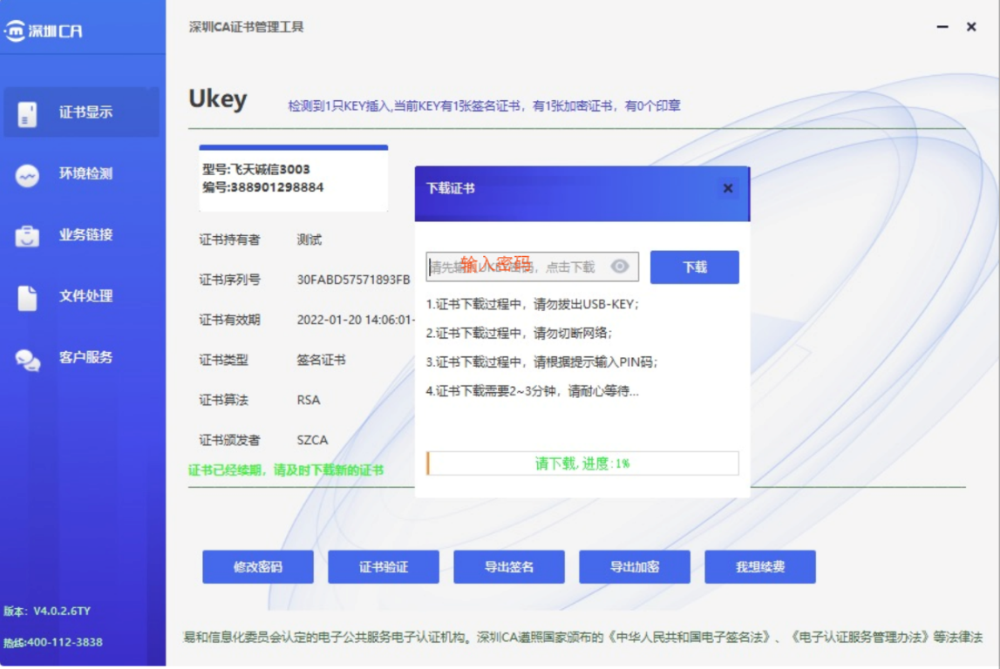 深圳CA
深圳CA证书管理工具
证书显示
环境检测
业务链接
文件处理
客户服务
版本：V4.0.2.6TY
热线:400-112-3838
Ukey
检测到1只KEY插入,当前KEY有1张签名证书，有1张加密证书，有0个印章
型号:飞天诚信3003
编号:388901298884
证书持有者 测试
证书序列号 30FABD57571893FB
证书有效期 2022-01-20 14:06:01-
证书类型 签名证书
证书算法 RSA
证书颁发者 SZCA
证书已经续期，请及时下载新的证书
下载证书
请先输 码，点击下载
输入密码
下载
1.证书下载过程中，请勿拔出USB-KEY;
2.证书下载过程中，请勿切断网络;
3.证书下载过程中，请根据提示输入PIN码;
4.证书下载需要2~3分钟，请耐心等待...
请下载,进度:1%
修改密码 证书验证 导出签名 导出加密 我想续费
易和信息化委员会认定的电子公共服务电子认证机构。深圳CA遵照国家颁布的《中华人民共和国电子签名法》、《电子认证服务管理办法》等法律法